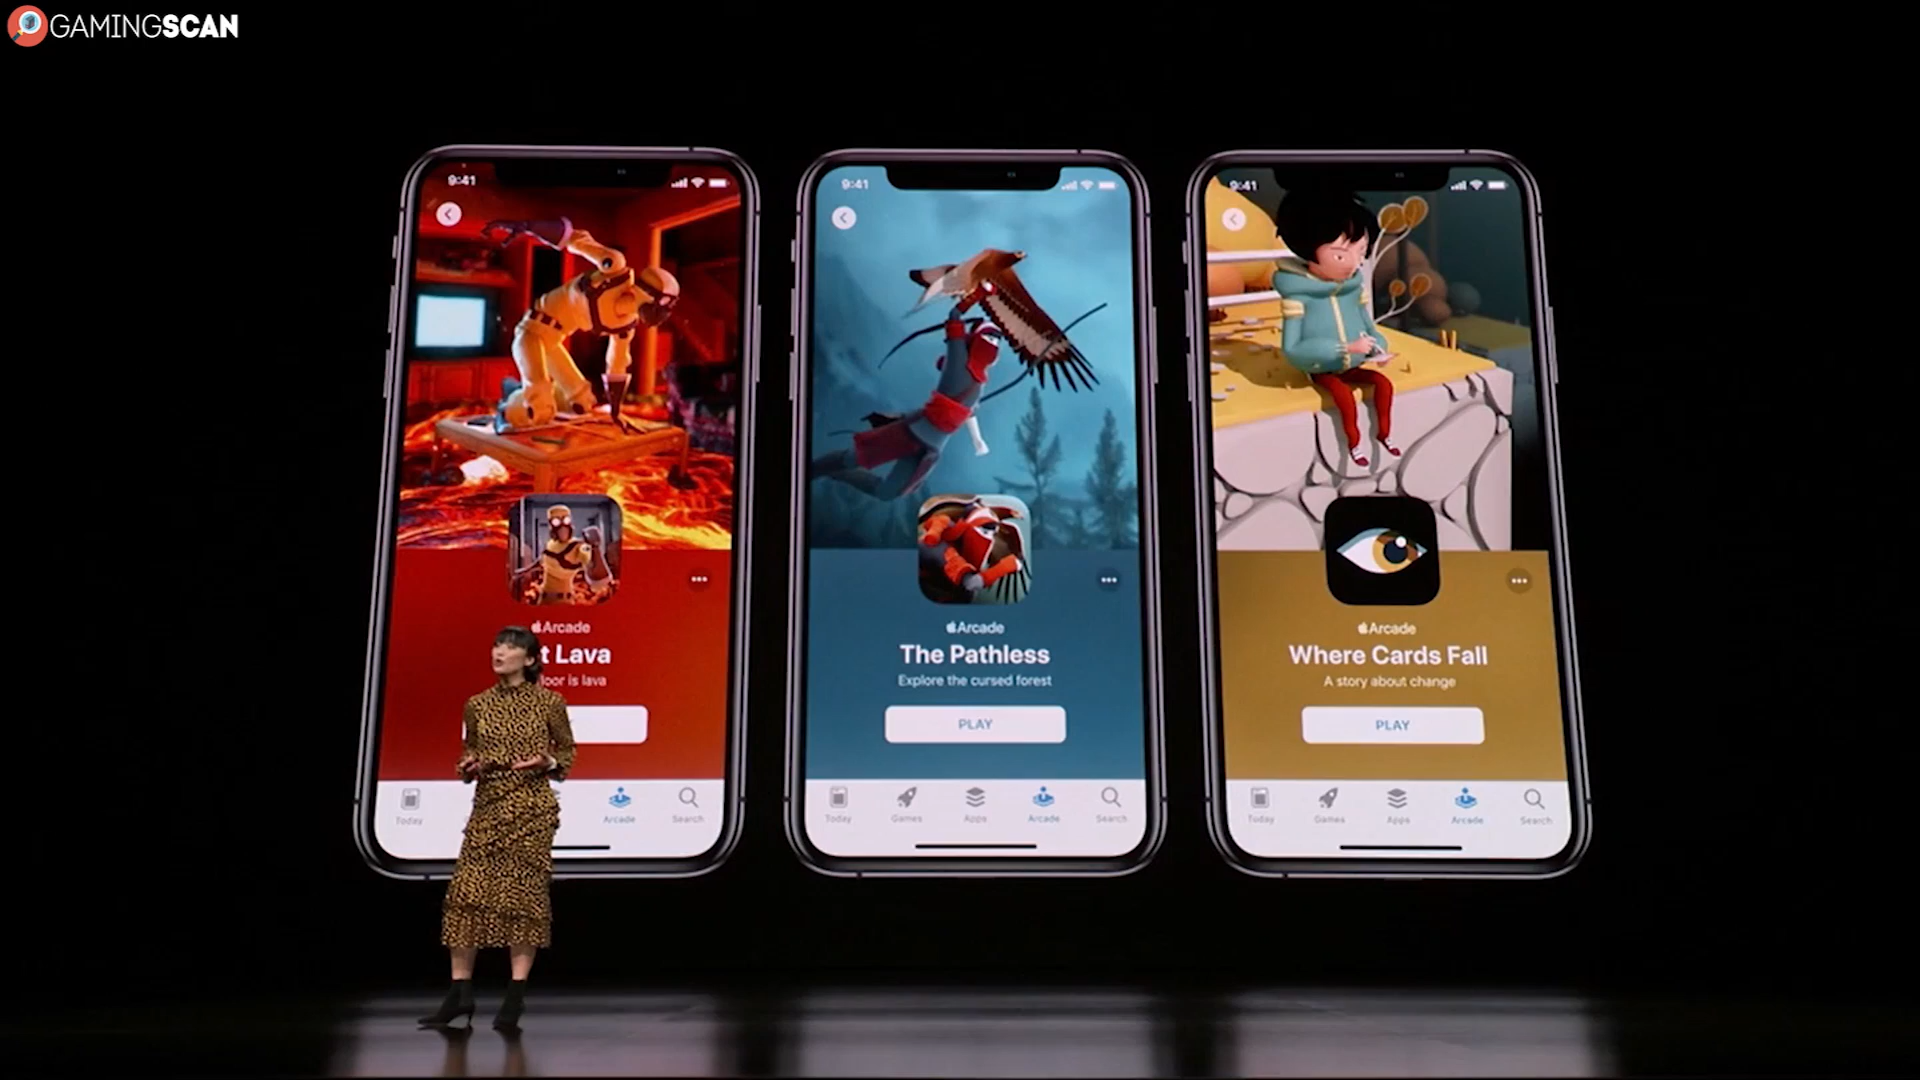 GAMINGSCAN
9:41
Arcade
t Lava
loor is lava
Today
Arcade
Search
9:41
Arcade
The Pathless
Explore the cursed forest
PLAY
Today
Games
Apps
Arcade
Search
9:41
Arcade
Where Cards Fall
A story about change
PLAY
Today
Games
Apps
Arcade
Search